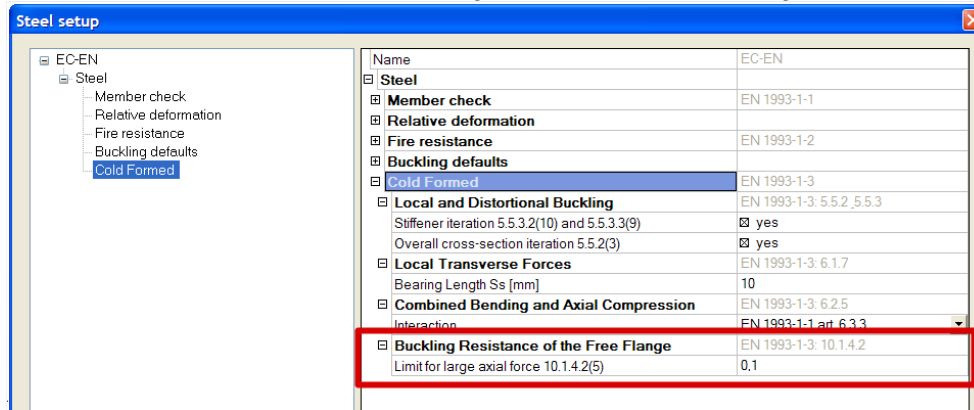 Steel setup
EC-EN
Steel
Member check
Relative deformation
Fire resistance
Buckling defaults
Cold Formed
Name EC-EN
Steel
Member check EN 1993-1-1
Relative deformation
Fire resistance EN 1993-1-2
Buckling defaults
Cold Formed EN 1993-1-3
Local and Distortional Buckling EN 1993-1-3: 5.5.2_5.5.3
Stiffener iteration 5.5.3.2(10) and 5.5.3.3(9) yes
Overall cross-section iteration 5.5.2(3) yes
Local Transverse Forces EN 1993-1-3: 6.1.7
Bearing Length Ss [mm] 10
Combined Bending and Axial Compression EN 1993-1-3: 6.2.5
Interaction EN 1993-1-1 art. 6.3.3
Buckling Resistance of the Free Flange EN 1993-1-3: 10.1.4.2
Limit for large axial force 10.1.4.2(5) 0,1